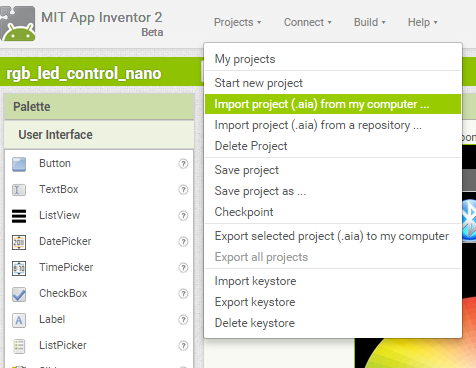 MIT App Inventor 2
Beta
Projects Connect Build Help
rgb_led_control_nano
My projects
Start new project
Import project (.aia) from my computer ...
Import project (.aia) from a repository ...
Delete Project
Save project
Save project as ...
Checkpoint
Export selected project (.aia) to my computer
Export all projects
Import keystore
Export keystore
Delete keystore
Palette
User Interface
Button ?
TextBox ?
ListView ?
DatePicker ?
TimePicker ?
CheckBox ?
Label ?
ListPicker ?